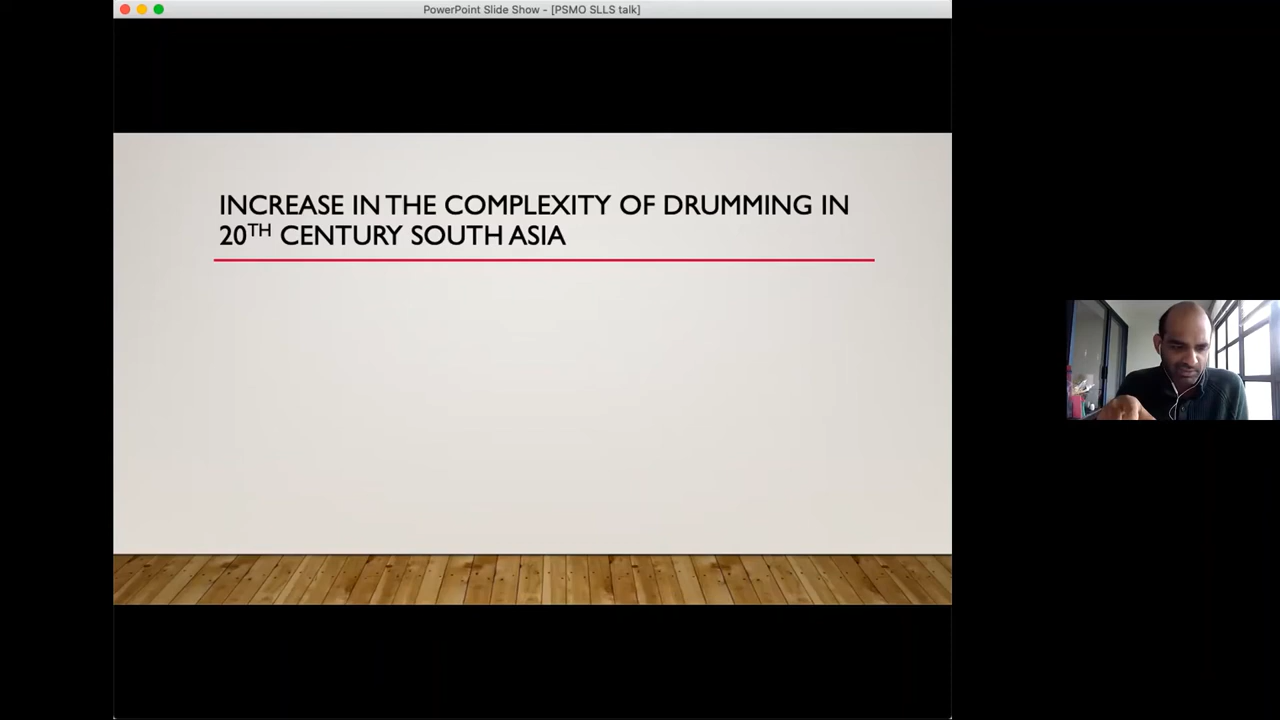 PowerPoint Slide Show - [PSMO SLLS talk]
INCREASE IN THE COMPLEXITY OF DRUMMING IN
20TH CENTURY SOUTH ASIA